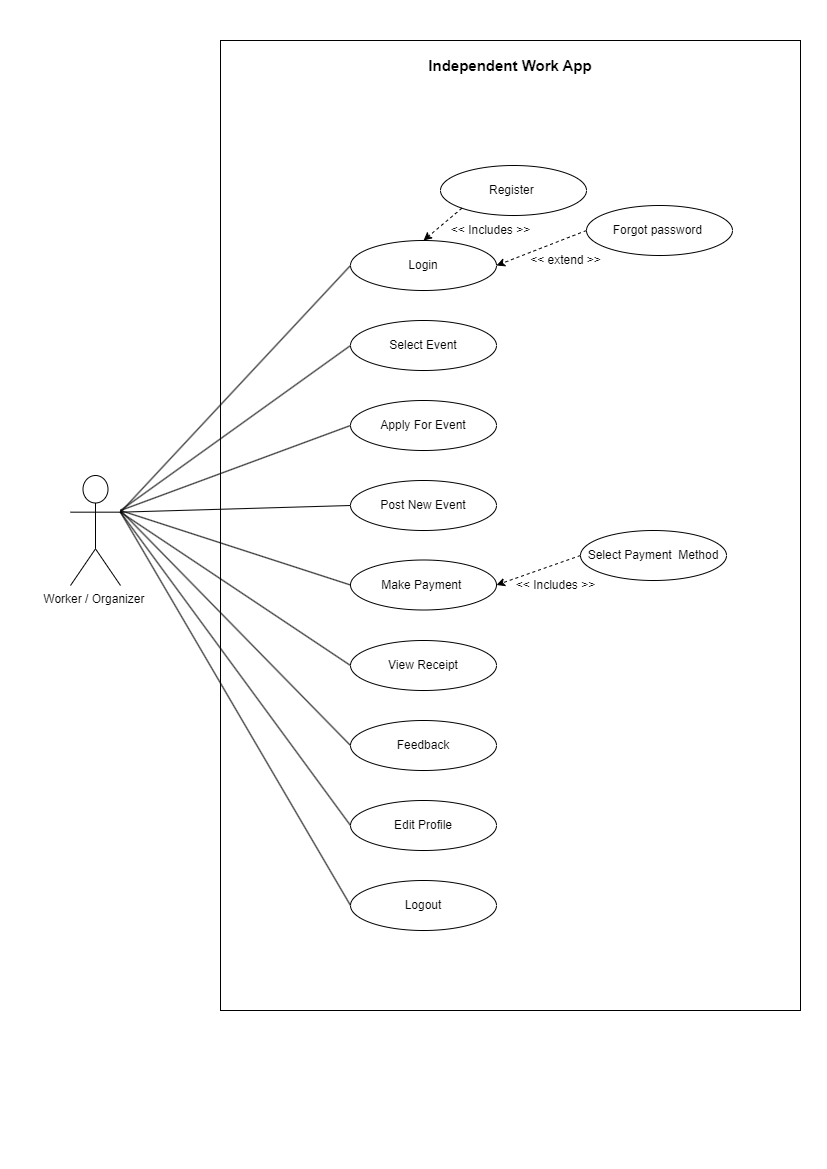 Independent Work App
Register
<< Includes >>
Forgot password
<< extend >>
Login
Select Event
Apply For Event
Post New Event
Select Payment  Method
<< Includes >>
Make Payment
Worker / Organizer
View Receipt
Feedback
Edit Profile
Logout